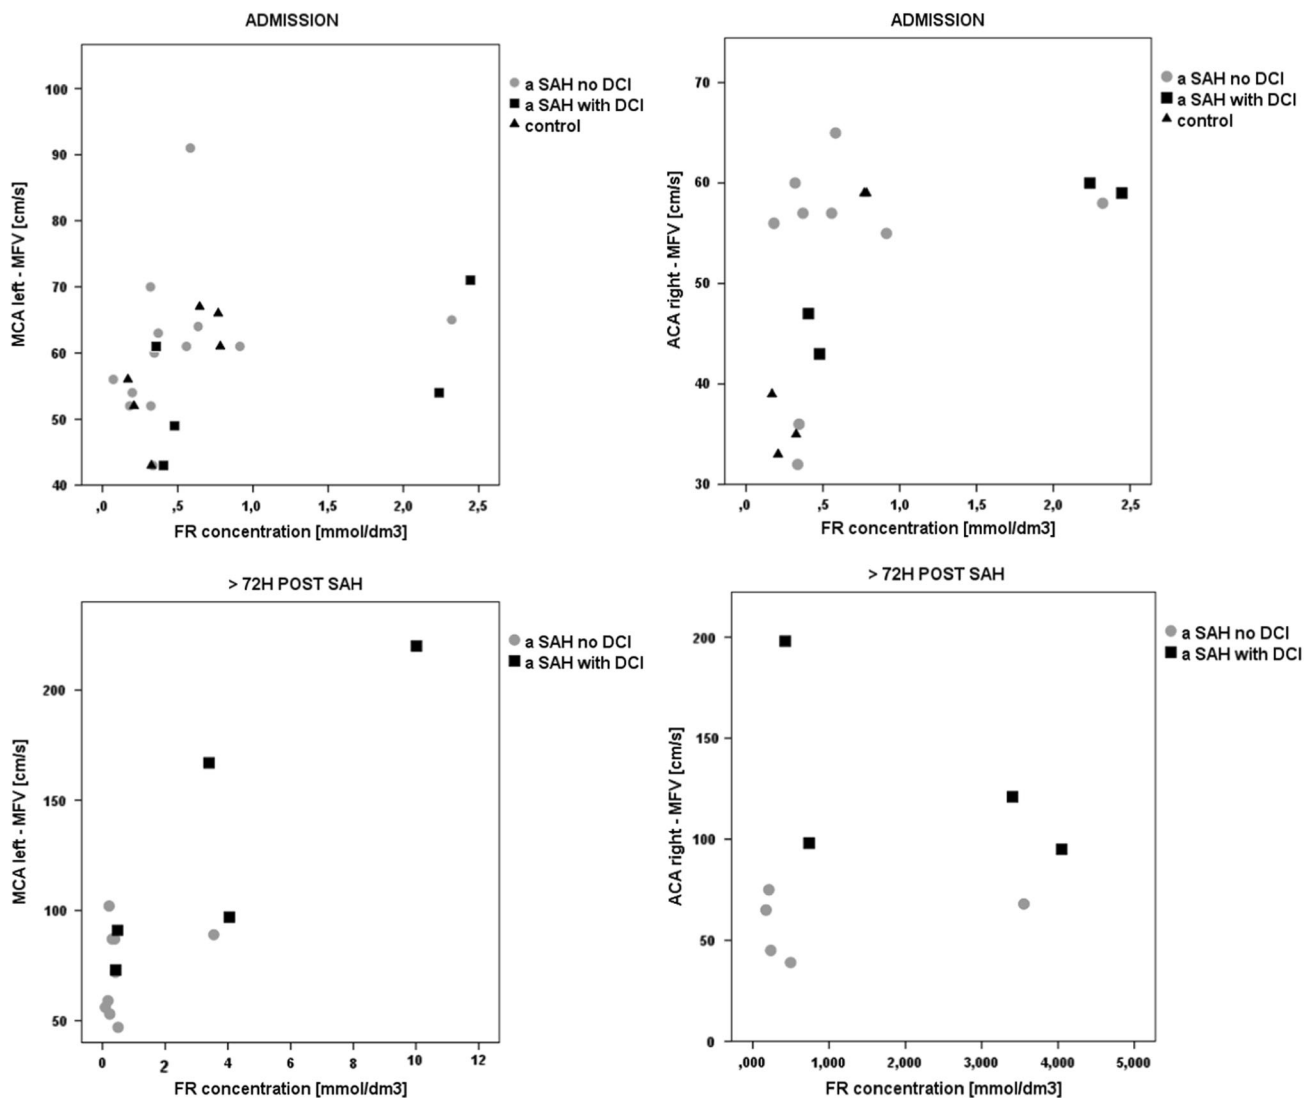 ADMISSION
MCA left - MFV [cm/s]
100
90
80
70
60
50
40
,0 ,5 1,0 1,5 2,0 2,5
FR concentration [mmol/dm3]
a SAH no DCI
a SAH with DCI
control
ADMISSION
ACA right - MFV [cm/s]
70
60
50
40
30
,0 ,5 1,0 1,5 2,0 2,5
FR concentration [mmol/dm3]
a SAH no DCI
a SAH with DCI
control
> 72H POST SAH
MCA left - MFV [cm/s]
200
150
100
50
0 2 4 6 8 10 12
FR concentration [mmol/dm3]
a SAH no DCI
a SAH with DCI
> 72H POST SAH
ACA right - MFV [cm/s]
200
150
100
50
0
,000 1,000 2,000 3,000 4,000 5,000
FR concentration [mmol/dm3]
a SAH no DCI
a SAH with DCI